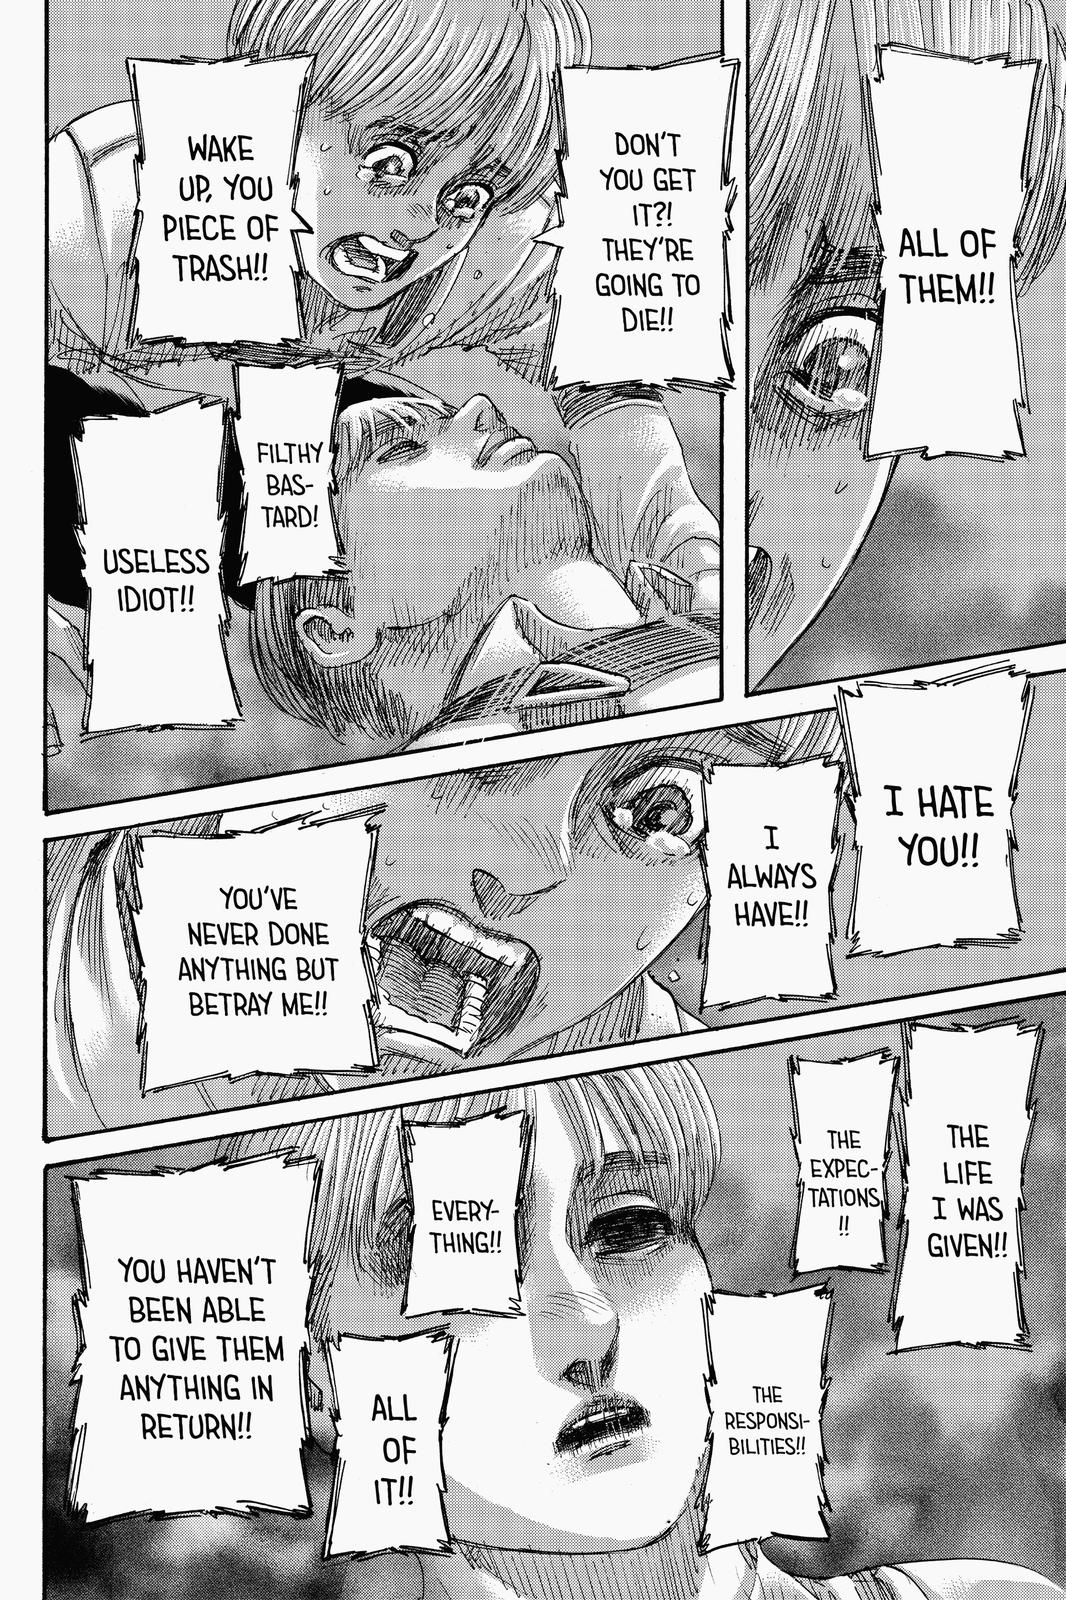 ALL OF
THEM!!
DON'T
YOU GET
IT?!
THEY'RE
GOING TO
DIE!!
WAKE
UP, YOU
PIECE OF
TRASH!!
FILTHY
BAS-
TARD!
USELESS
IDIOT!!
I HATE
YOU!!
I
ALWAYS
HAVE!!
YOU'VE
NEVER DONE
ANYTHING BUT
BETRAY ME!!
THE
LIFE
I WAS
GIVEN!!
THE
EXPEC-
TATIONS
!!
THE
RESPONSI-
BILITIES!!
EVERY-
THING!!
ALL
OF
IT!!
YOU HAVEN'T
BEEN ABLE
TO GIVE THEM
ANYTHING IN
RETURN!!